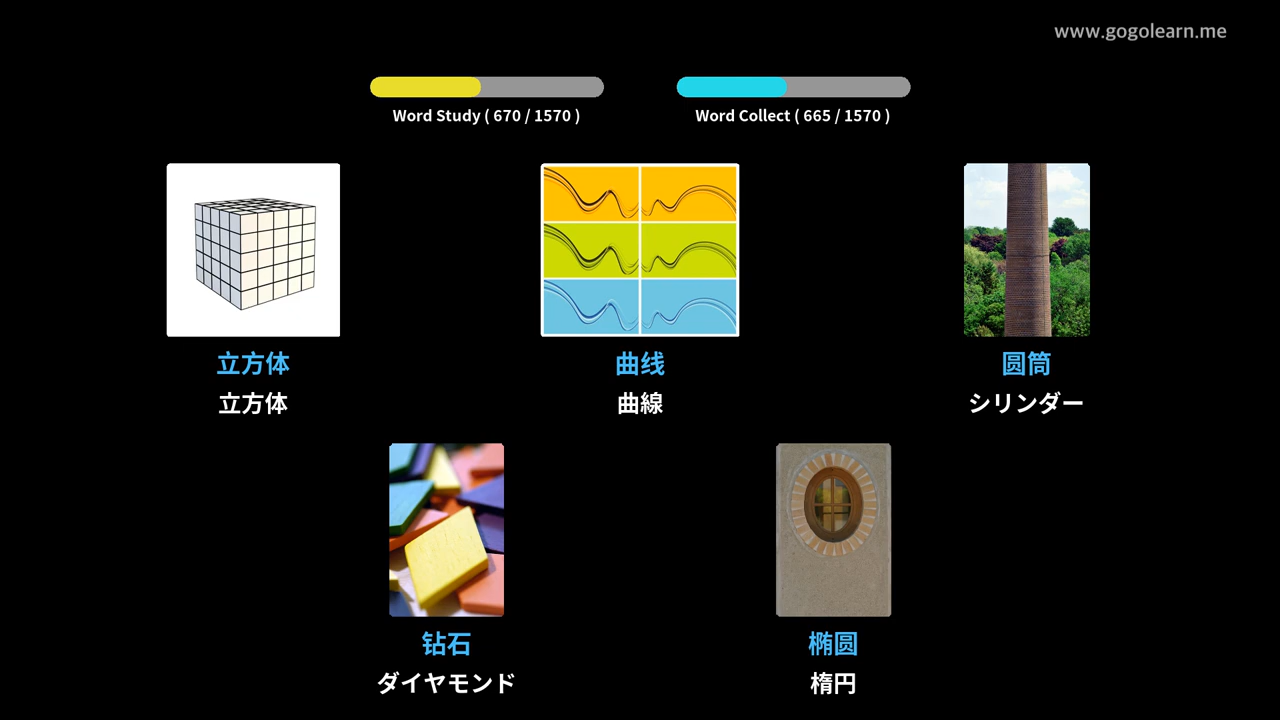 www.gogolearn.me
Word Study ( 670 / 1570 )
Word Collect ( 665 / 1570 )
立方体
曲线
圆筒
立方体
曲線
シリンダー
钻石
椭圆
ダイヤモンド
楕円